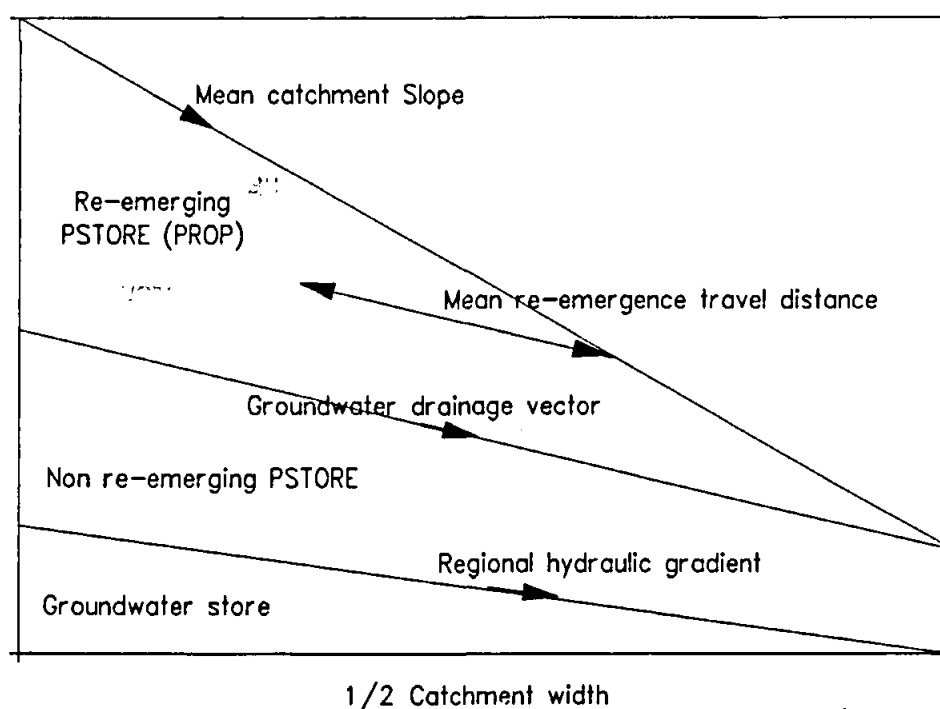 Mean catchment Slope
Re-emerging
PSTORE (PROP)
Mean re-emergence travel distance
Groundwater drainage vector
Non re-emerging PSTORE
Regional hydraulic gradient
Groundwater store
1/2 Catchment width